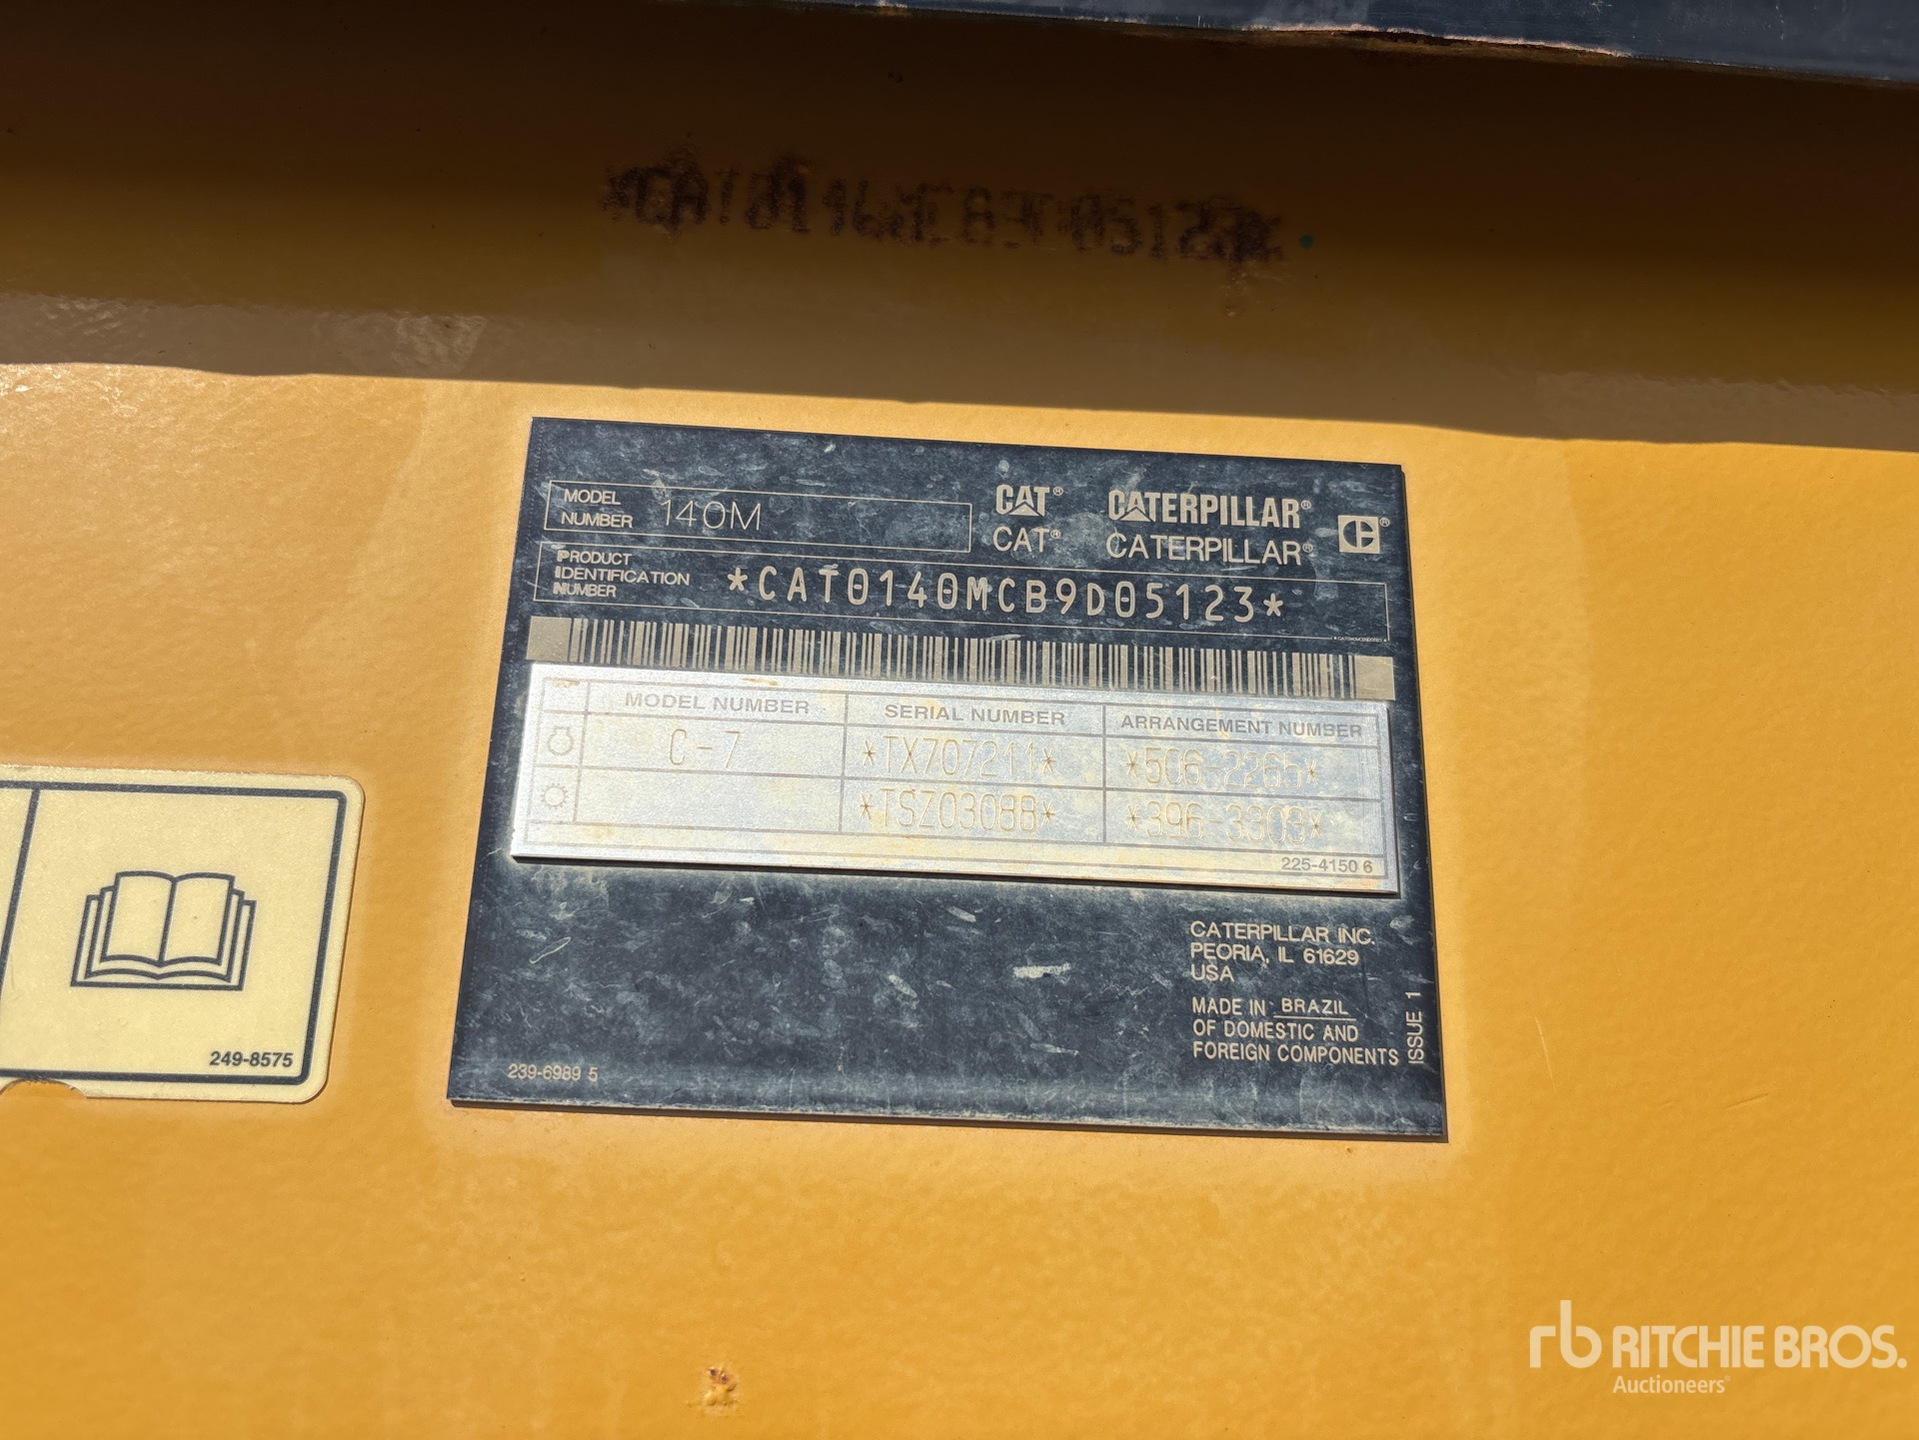 MODEL NUMBER 140M
CAT® CATERPILLAR®
CAT® CATERPILLAR®
PRODUCT IDENTIFICATION NUMBER *CAT0140MCB9D05123*
MODEL NUMBER SERIAL NUMBER ARRANGEMENT NUMBER
C-7 *TX707211* *506-2265*
*TSZ03088* *396-3303*
225-4150 6
CATERPILLAR INC.
PEORIA, IL 61629
USA
MADE IN BRAZIL
OF DOMESTIC AND
FOREIGN COMPONENTS
ISSUE 1
239-6989 5
249-8575
rb RITCHIE BROS.
Auctioneers